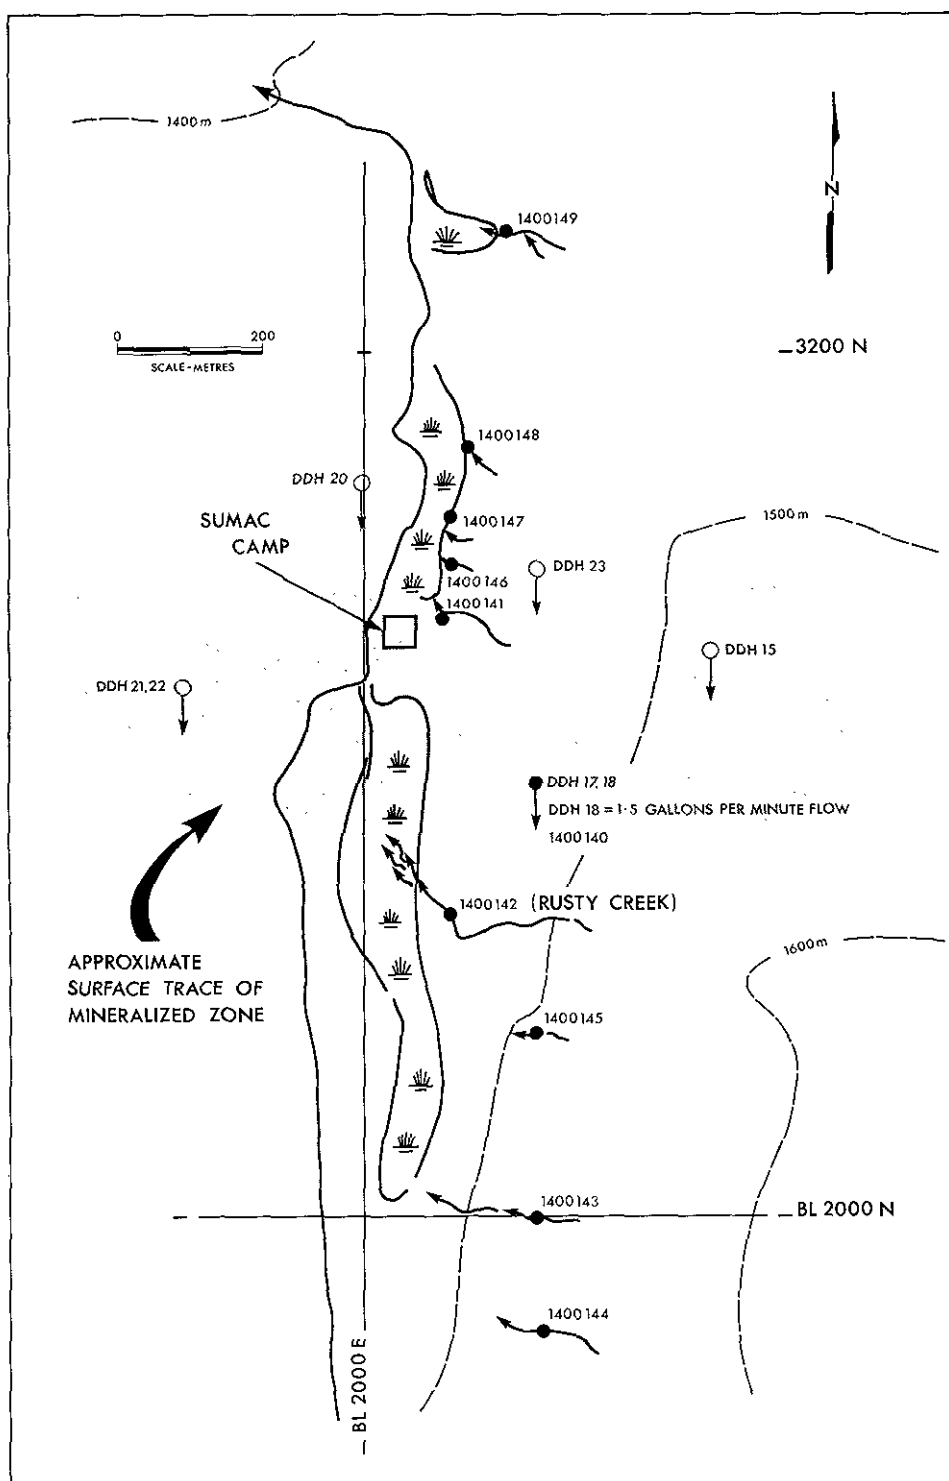 1400m
1400149
N
0 200
SCALE-METRES
3200 N
1400148
DDH 20
SUMAC
CAMP
1400147
1500m
DDH 23
1400146
1400141
DDH 15
DDH 21,22
DDH 17,18
DDH 18 = 1·5 GALLONS PER MINUTE FLOW
1400140
1400142 (RUSTY CREEK)
1600m
APPROXIMATE
SURFACE TRACE OF
MINERALIZED ZONE
1400145
1400143
BL 2000 N
1400144
BL 2000 E